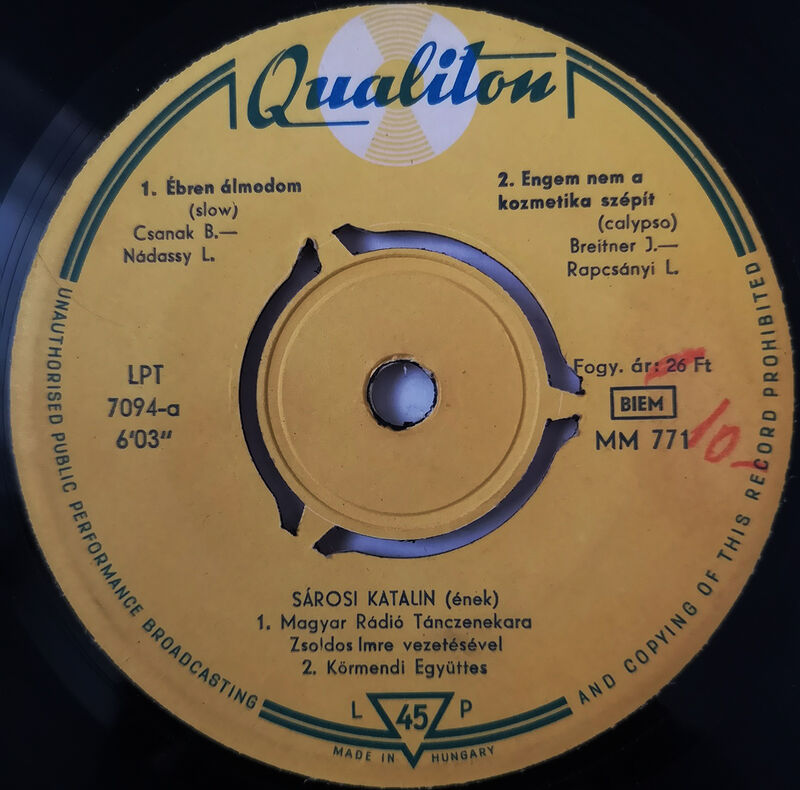 Qualiton
1. Ébren álmodom
(slow)
Csanak B.—
Nádassy L.
2. Engem nem a
kozmetika szépít
(calypso)
Breitner J.—
Rapcsányi L.
LPT
7094-a
6'03"
Fogy. ár: 26 Ft
BIEM
MM 771
10.-
SÁROSI KATALIN (ének)
1. Magyar Rádió Tánczenekara
Zsoldos Imre vezetésével
2. Körmendi Együttes
L 45 P
MADE IN HUNGARY
UNAUTHORISED PUBLIC PERFORMANCE BROADCASTING AND COPYING OF THIS RECORD PROHIBITED